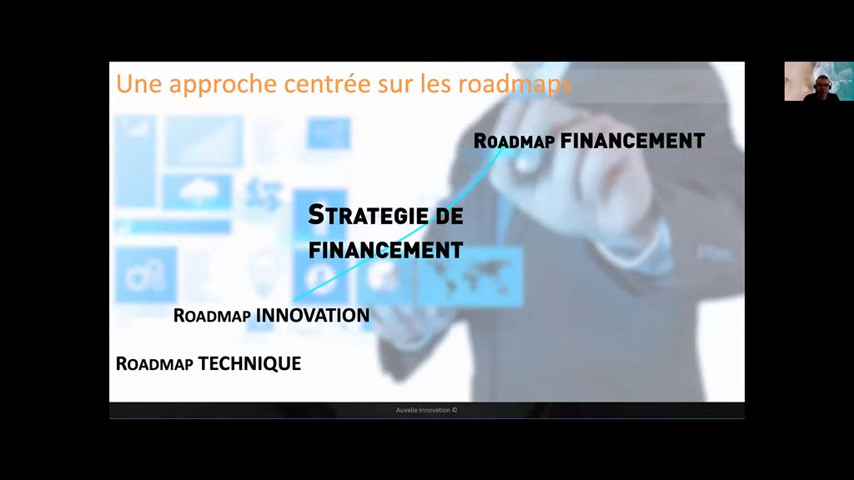 Une approche centrée sur les roadmaps
ROADMAP FINANCEMENT
STRATEGIE DE
FINANCEMENT
ROADMAP INNOVATION
ROADMAP TECHNIQUE
Auvalie Innovation ©